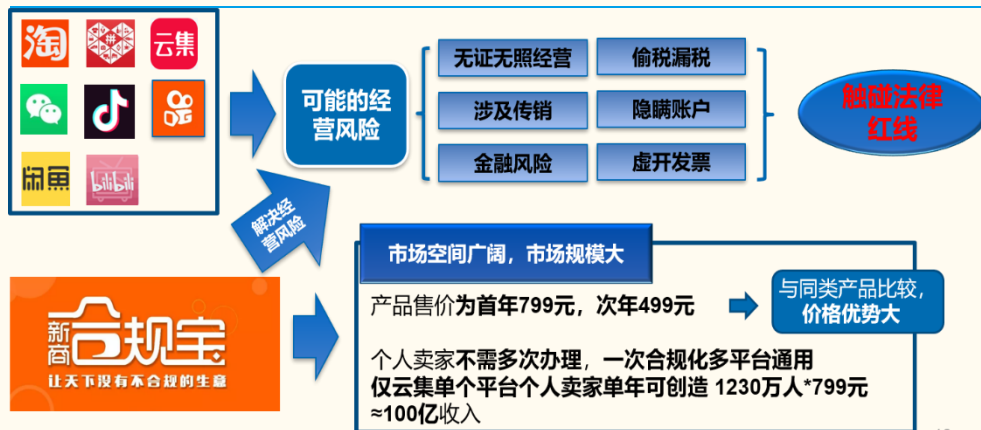 淘
拼
云集
闲鱼
bilibili
可能的经
营风险
无证无照经营
偷税漏税
涉及传销
隐瞒账户
金融风险
虚开发票
触碰法律
红线
解决经
营风险
新商
合规宝
让天下没有不合规的生意
市场空间广阔，市场规模大
产品售价为首年799元，次年499元
与同类产品比较，
价格优势大
个人卖家不需多次办理，一次合规化多平台通用
仅云集单个平台个人卖家单年可创造 1230万人*799元
≈100亿收入